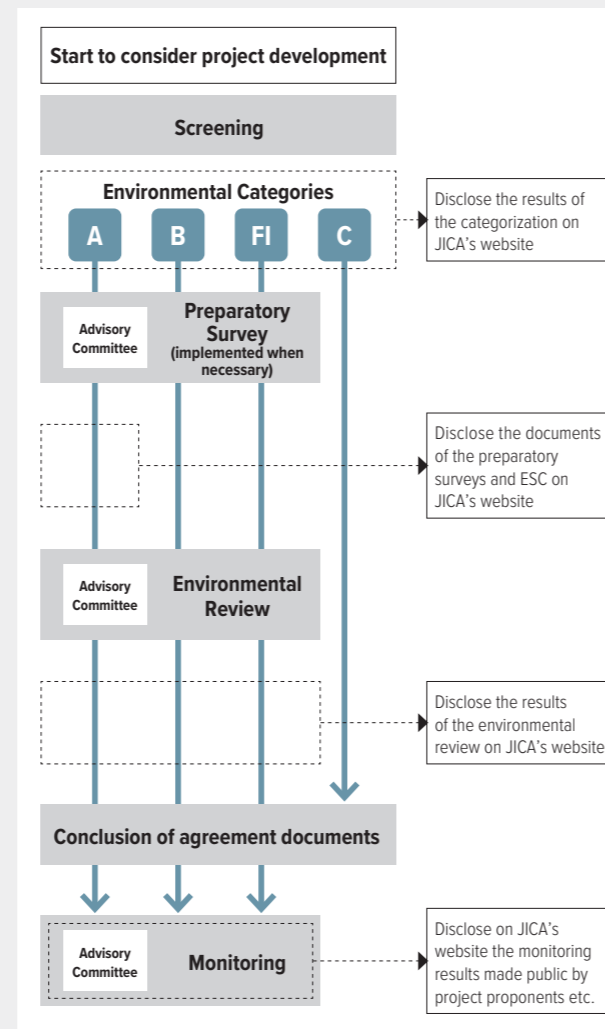 Start to consider project development
Screening
Environmental Categories
A B FI C
Disclose the results of
the categorization on
JICA's website
Advisory
Committee
Preparatory
Survey
(implemented when
necessary)
Disclose the documents
of the preparatory
surveys and ESC on
JICA's website
Advisory
Committee
Environmental
Review
Disclose the results
of the environmental
review on JICA's website
Conclusion of agreement documents
Advisory
Committee
Monitoring
Disclose on JICA's
website the monitoring
results made public by
project proponents etc.